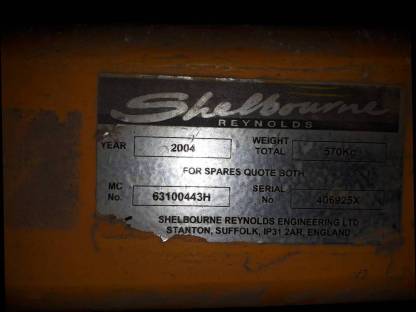 Shelbourne
REYNOLDS
YEAR 2004 WEIGHT TOTAL 570Kg
FOR SPARES QUOTE BOTH
MC No. 63100443H SERIAL No 406925X
SHELBOURNE REYNOLDS ENGINEERING LTD
STANTON, SUFFOLK, IP31 2AR, ENGLAND